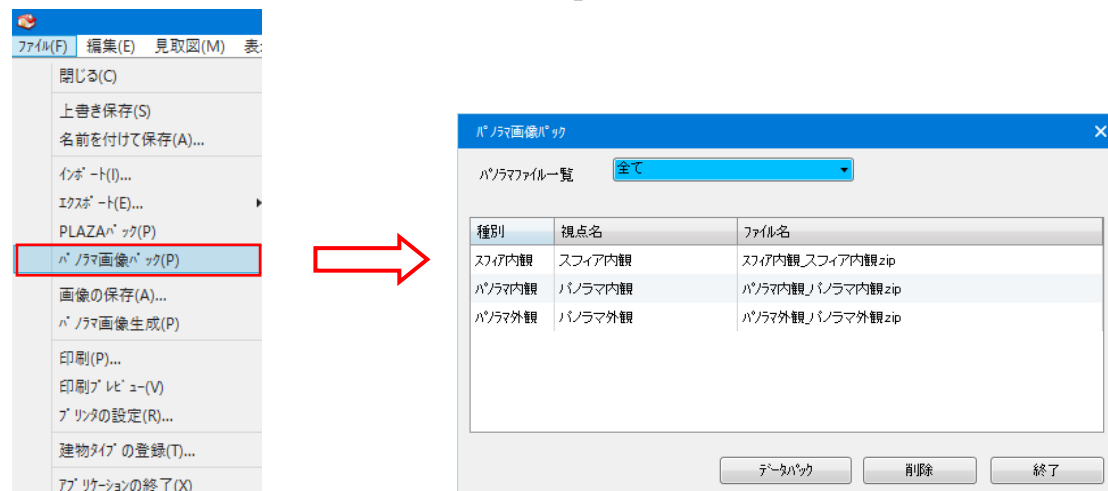 ファイル(F) 編集(E) 見取図(M) 表
閉じる(C)
上書き保存(S)
名前を付けて保存(A)...
ｲﾝﾎﾟｰﾄ(I)...
ｴｸｽﾎﾟｰﾄ(E)...
PLAZAﾊﾟｯｸ(P)
ﾊﾟﾉﾗﾏ画像ﾊﾟｯｸ(P)
画像の保存(A)...
ﾊﾟﾉﾗﾏ画像生成(P)
印刷(P)...
印刷ﾌﾟﾚﾋﾞｭｰ(V)
ﾌﾟﾘﾝﾀの設定(R)...
建物ﾀｲﾌﾟの登録(T)...
ｱﾌﾟﾘｹｰｼｮﾝの終了(X)
ﾊﾟﾉﾗﾏ画像ﾊﾟｯｸ
ﾊﾟﾉﾗﾏﾌｧｲﾙ一覧 全て
種別 視点名 ﾌｧｲﾙ名
ｽﾌｨｱ内観 スフィア内観 ｽﾌｨｱ内観_スフィア内観.zip
ﾊﾟﾉﾗﾏ内観 パノラマ内観 ﾊﾟﾉﾗﾏ内観_パノラマ内観.zip
ﾊﾟﾉﾗﾏ外観 パノラマ外観 ﾊﾟﾉﾗﾏ外観_パノラマ外観.zip
ﾃﾞｰﾀﾊﾟｯｸ 削除 終了